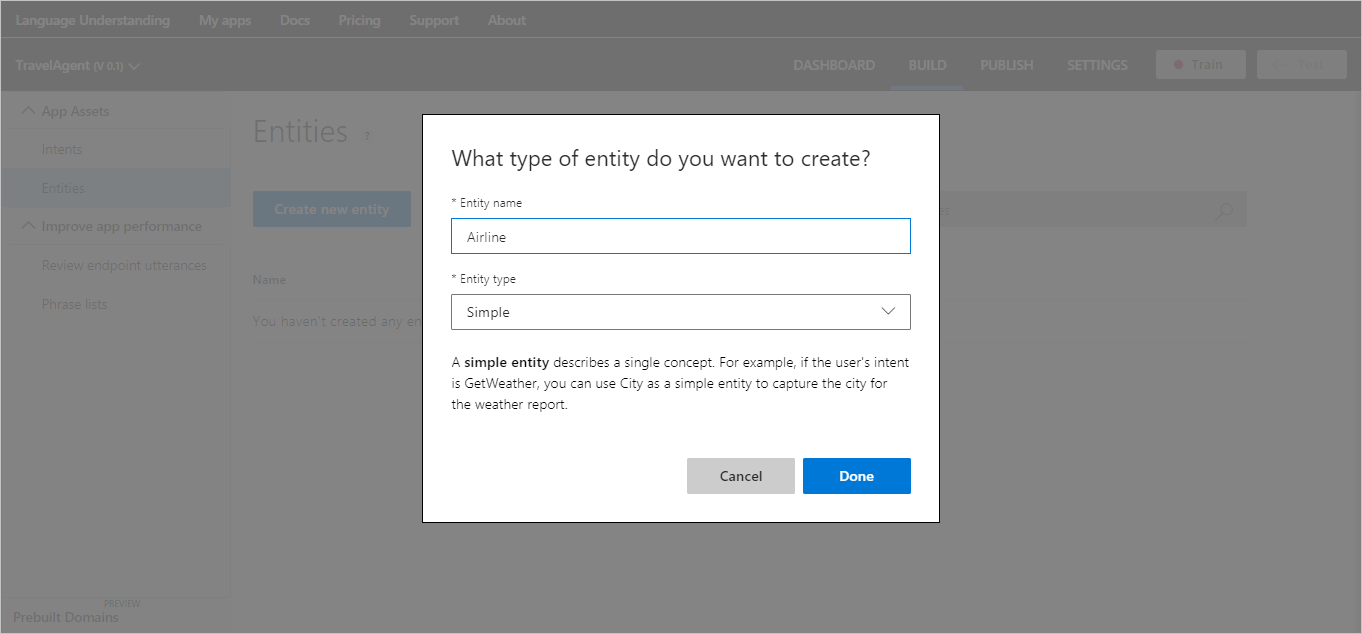 Language Understanding My apps Docs Pricing Support About
TravelAgent (V 0.1) DASHBOARD BUILD PUBLISH SETTINGS Train
App Assets
Intents
Entities
Improve app performance
Review endpoint utterances
Phrase lists
PREVIEW
Prebuilt Domains
Entities ?
Create new entity
Name
You haven't created any en
What type of entity do you want to create?
* Entity name
Airline
* Entity type
Simple
A simple entity describes a single concept. For example, if the user's intent
is GetWeather, you can use City as a simple entity to capture the city for
the weather report.
Cancel Done